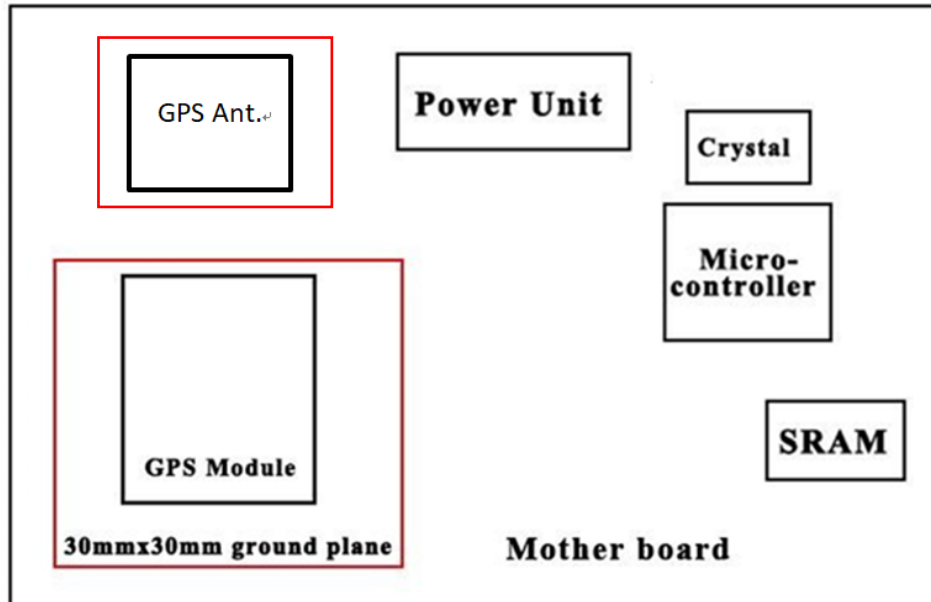 GPS Ant.
Power Unit
Crystal
Micro-
controller
GPS Module
SRAM
30mmx30mm ground plane
Mother board